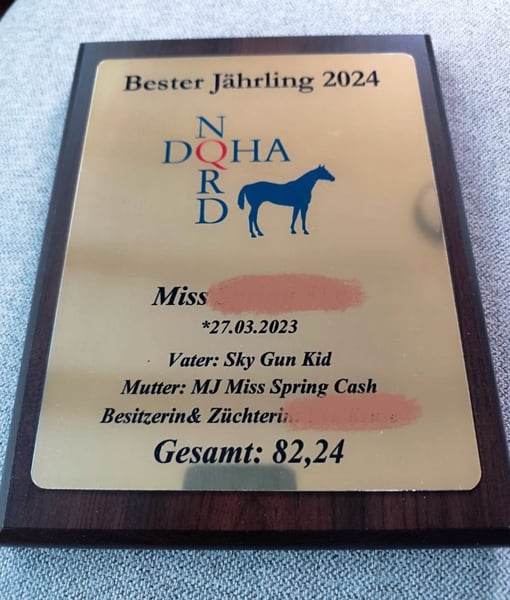 Bester Jährling 2024
NQRD
DQHA
Miss
*27.03.2023
Vater: Sky Gun Kid
Mutter: MJ Miss Spring Cash
Besitzerin& Züchterin
Gesamt: 82,24